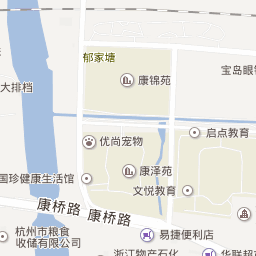 郁家塘
康锦苑
宝岛眼
大排档
启点教育
优尚宠物
康泽苑
国珍健康生活馆
文悦教育
康桥路 康桥路
杭州市粮食
收储有限公司
易捷便利店
浙江物产石化
华联超市